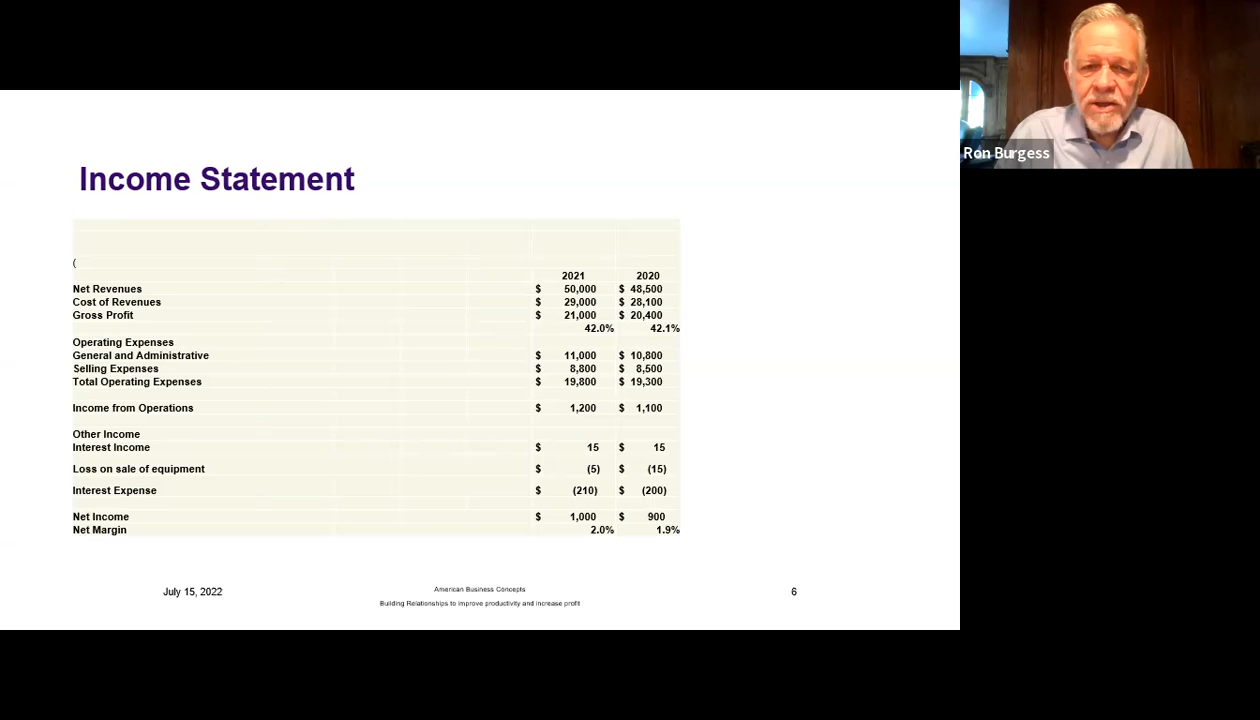 Ron Burgess
Income Statement
(
2021 2020
Net Revenues $ 50,000 $ 48,500
Cost of Revenues $ 29,000 $ 28,100
Gross Profit $ 21,000 $ 20,400
42.0% 42.1%
Operating Expenses
General and Administrative $ 11,000 $ 10,800
Selling Expenses $ 8,800 $ 8,500
Total Operating Expenses $ 19,800 $ 19,300
Income from Operations $ 1,200 $ 1,100
Other Income
Interest Income $ 15 $ 15
Loss on sale of equipment $ (5) $ (15)
Interest Expense $ (210) $ (200)
Net Income $ 1,000 $ 900
Net Margin 2.0% 1.9%
July 15, 2022
American Business Concepts
Building Relationships to improve productivity and increase profit
6